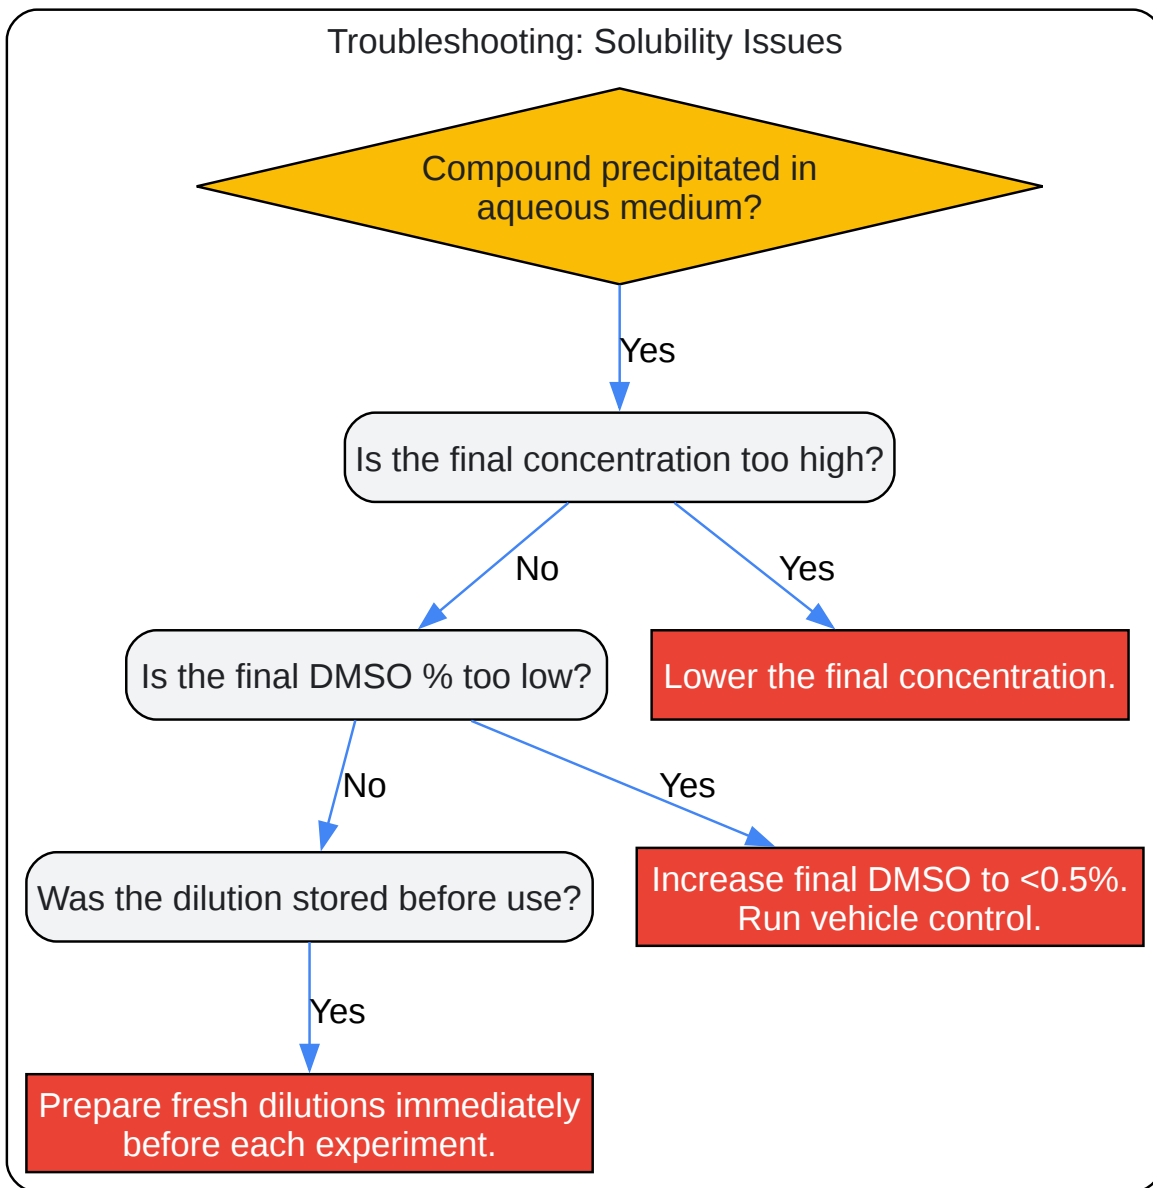 Troubleshooting: Solubility Issues
Compound precipitated in
aqueous medium?
Yes
Is the final concentration too high?
No
Yes
Is the final DMSO % too low?
Lower the final concentration.
No
Yes
Was the dilution stored before use?
Increase final DMSO to <0.5%.
Run vehicle control.
Yes
Prepare fresh dilutions immediately
before each experiment.